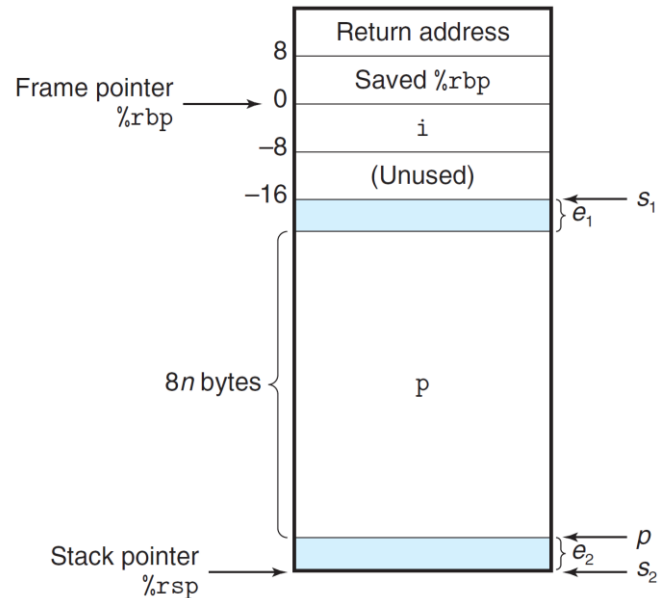 Return address
8
Saved %rbp
Frame pointer
%rbp
0
i
−8
(Unused)
−16
s₁
e₁
8n bytes
p
Stack pointer
%rsp
p
e₂
s₂